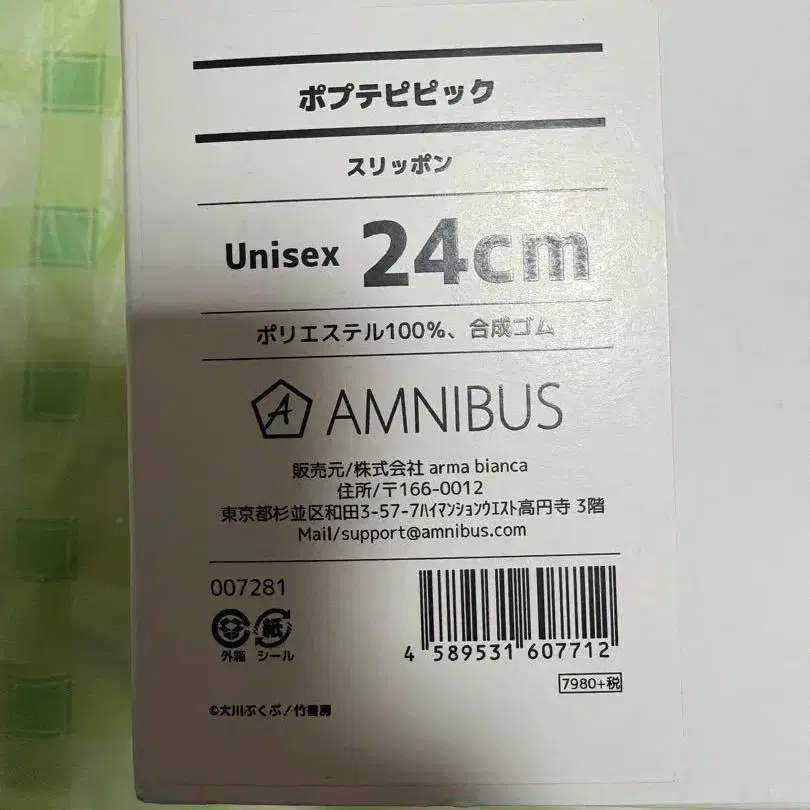 ポプテピピック
スリッポン
Unisex 24cm
ポリエステル100%、合成ゴム
A AMNIBUS
販売元/株式会社 arma bianca
住所/〒166-0012
東京都杉並区和田3-57-7ﾊｲﾏﾝｼｮﾝｳｴｽﾄ高円寺 3階
Mail/support@amnibus.com
007281
紙
外箱 シール
4 589531 607712
7980+税
©大川ぶくぶ/竹書房